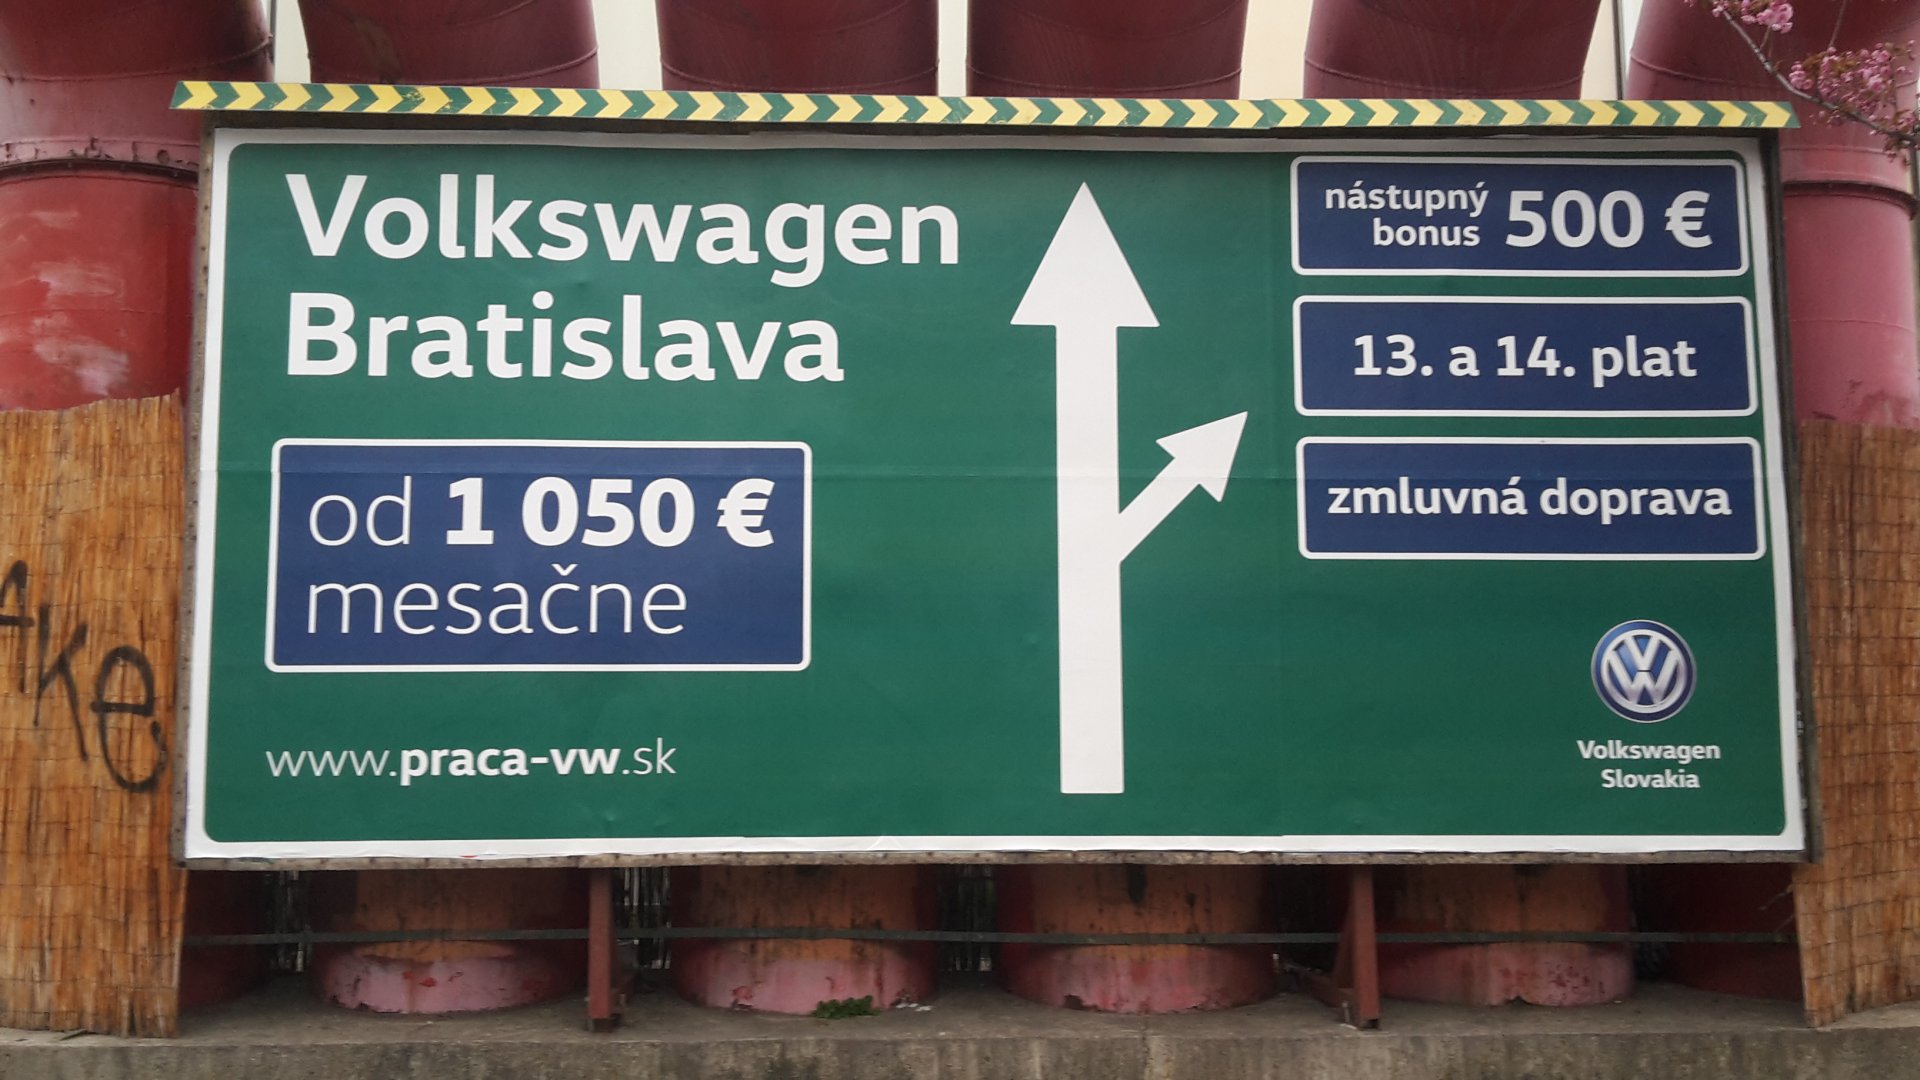 Volkswagen
Bratislava
od 1 050 €
mesačne
www.praca-vw.sk
nástupný
bonus 500 €
13. a 14. plat
zmluvná doprava
Volkswagen
Slovakia